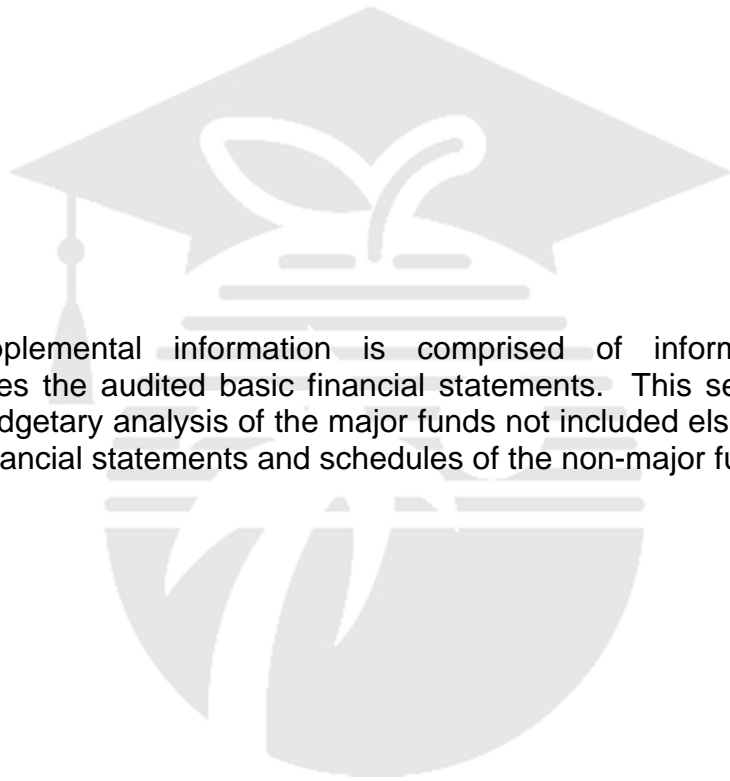 plemental information is comprised of inform
es the audited basic financial statements. This se
dgetary analysis of the major funds not included els
ancial statements and schedules of the non-major fu